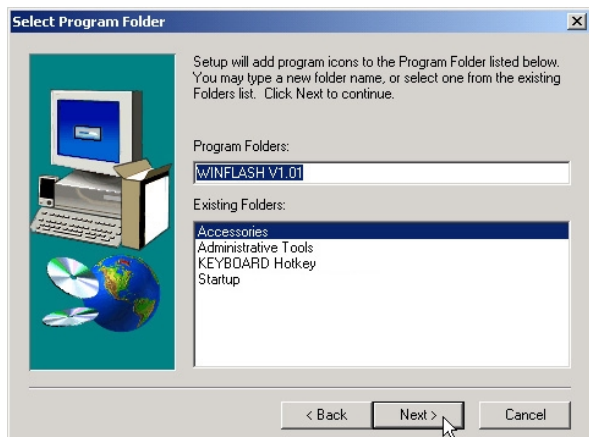 Select Program Folder
Setup will add program icons to the Program Folder listed below.
You may type a new folder name, or select one from the existing
Folders list. Click Next to continue.
Program Folders:
WINFLASH V1.01
Existing Folders:
Accessories
Administrative Tools
KEYBOARD Hotkey
Startup
< Back
Next >
Cancel